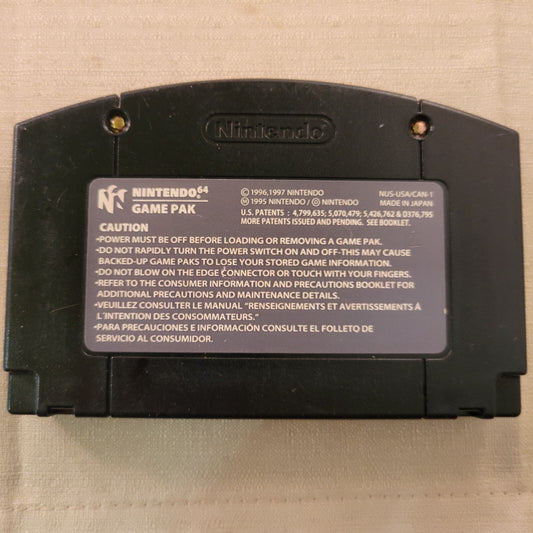 Nintendo
NINTENDO 64
GAME PAK
© 1996,1997 NINTENDO
Ⓜ 1995 NINTENDO / Ⓓ NINTENDO
NUS-USA/CAN-1
MADE IN JAPAN
U.S. PATENTS : 4,799,635; 5,070,479; 5,426,762 & D376,795
MORE PATENTS ISSUED AND PENDING. SEE BOOKLET.
CAUTION
•POWER MUST BE OFF BEFORE LOADING OR REMOVING A GAME PAK.
•DO NOT RAPIDLY TURN THE POWER SWITCH ON AND OFF-THIS MAY CAUSE
BACKED-UP GAME PAKS TO LOSE YOUR STORED GAME INFORMATION.
•DO NOT BLOW ON THE EDGE CONNECTOR OR TOUCH WITH YOUR FINGERS.
•REFER TO THE CONSUMER INFORMATION AND PRECAUTIONS BOOKLET FOR
ADDITIONAL PRECAUTIONS AND MAINTENANCE DETAILS.
•VEUILLEZ CONSULTER LE MANUAL "RENSEIGNEMENTS ET AVERTISSEMENTS À
L'INTENTION DES CONSOMMATEURS."
•PARA PRECAUCIONES E INFORMACIÓN CONSULTE EL FOLLETO DE
SERVICIO AL CONSUMIDOR.